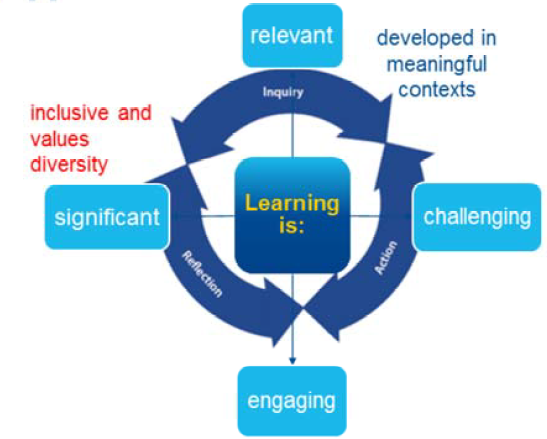 relevant
developed in
meaningful
contexts
Inquiry
inclusive and
values
diversity
significant
Learning
is:
challenging
Reflection
Action
engaging